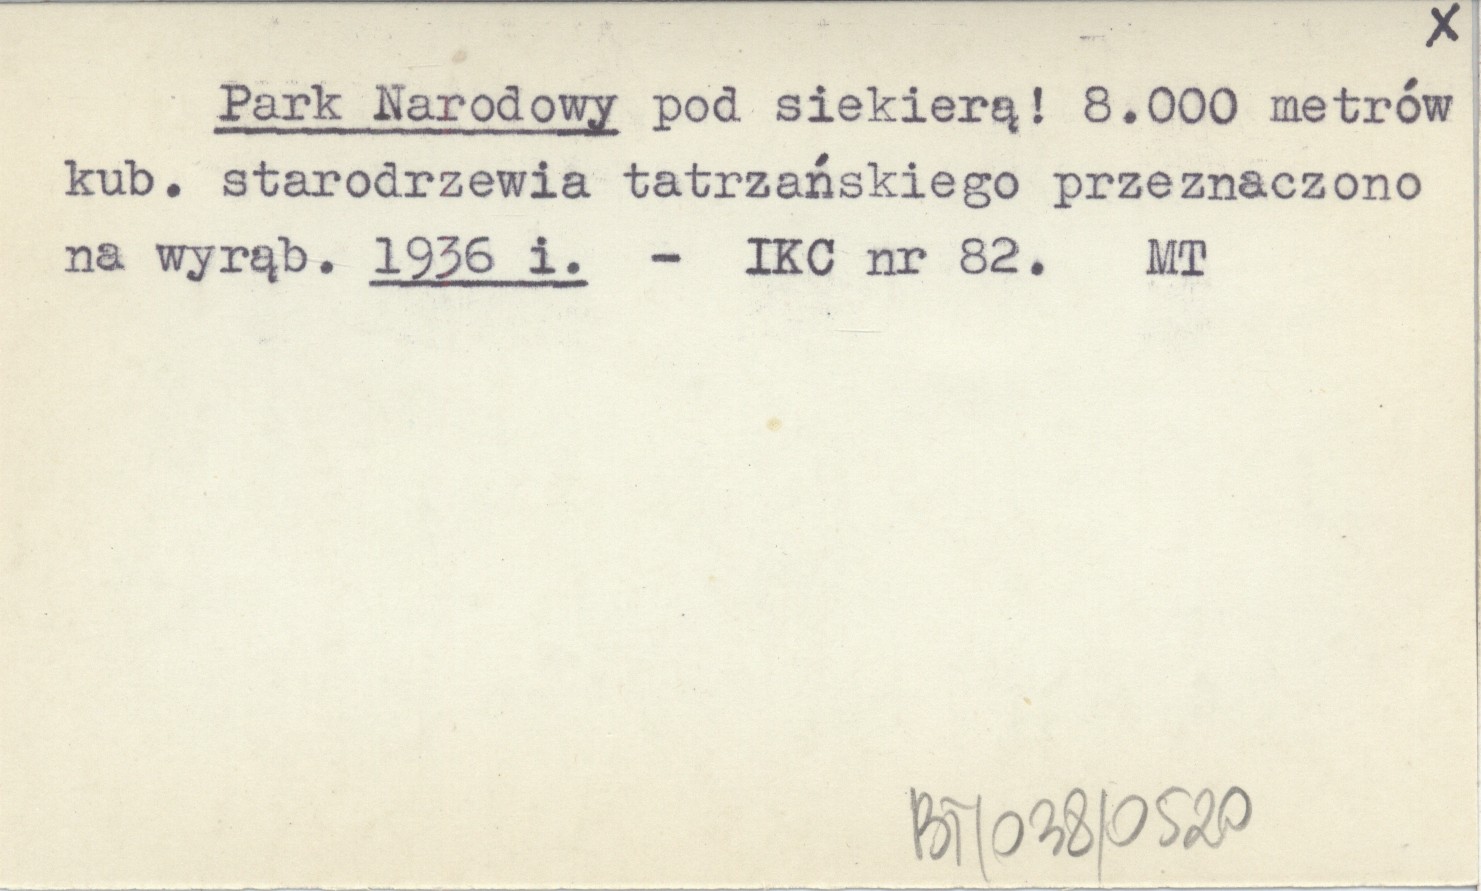 x
Park Narodowy pod siekierą! 8.000 metrów
kub. starodrzewia tatrzańskiego przeznaczono
na wyrąb. 1936 i. - IKC nr 82. MT
BT/038/0520